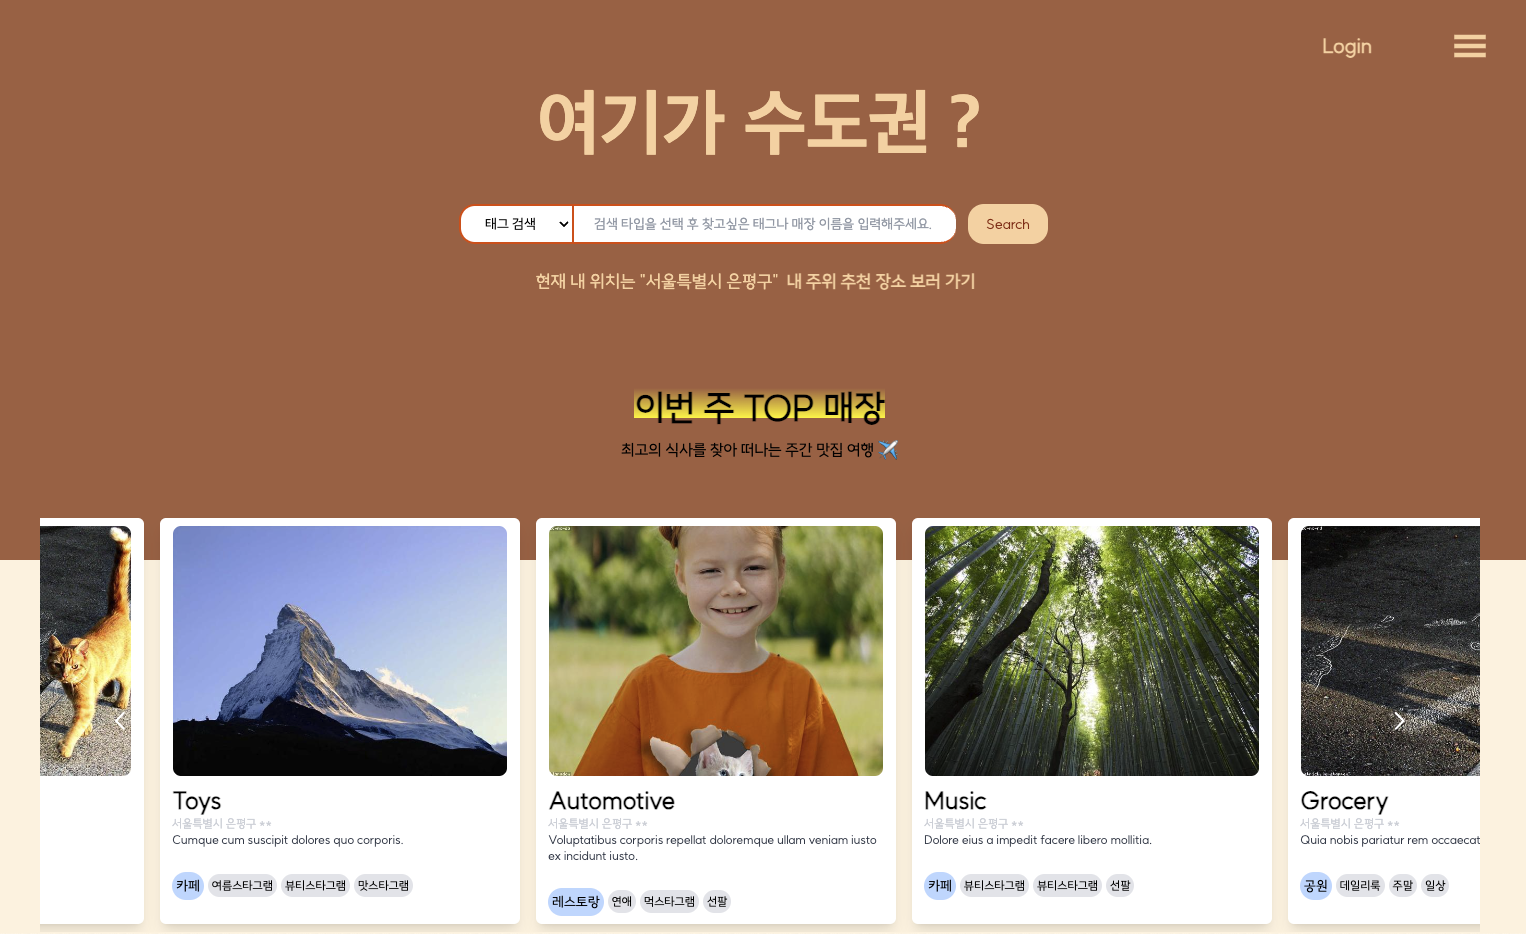 Login
여기가 수도권 ?
태그 검색
검색 타입을 선택 후 찾고싶은 태그나 매장 이름을 입력해주세요.
Search
현재 내 위치는 "서울특별시 은평구" 내 주위 추천 장소 보러 가기
이번 주 TOP 매장
최고의 식사를 찾아 떠나는 주간 맛집 여행 ✈️
Toys
서울특별시 은평구 **
Cumque cum suscipit dolores quo corporis.
카페 여름스타그램 뷰티스타그램 맛스타그램
Automotive
서울특별시 은평구 **
Voluptatibus corporis repellat doloremque ullam veniam iusto
ex incidunt iusto.
레스토랑 연애 먹스타그램 선팔
Music
서울특별시 은평구 **
Dolore eius a impedit facere libero mollitia.
카페 뷰티스타그램 뷰티스타그램 선팔
Grocery
서울특별시 은평구 **
Quia nobis pariatur rem occaecat
공원 데일리룩 주말 일상